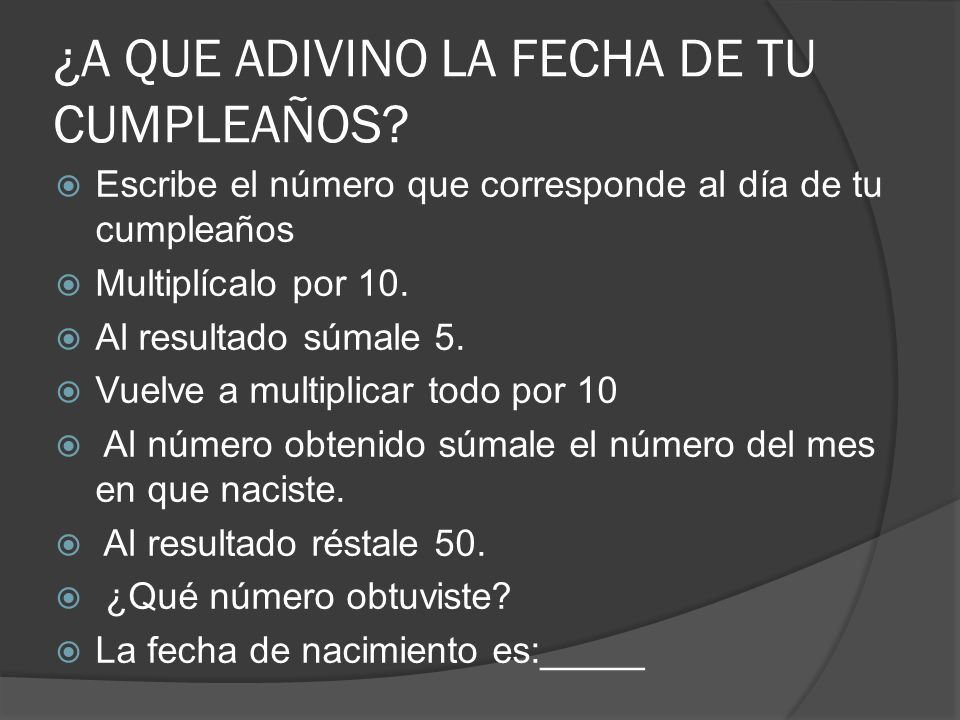 ¿A QUE ADIVINO LA FECHA DE TU
CUMPLEAÑOS?
Escribe el número que corresponde al día de tu
cumpleaños
Multiplícalo por 10.
Al resultado súmale 5.
Vuelve a multiplicar todo por 10
Al número obtenido súmale el número del mes
en que naciste.
Al resultado réstale 50.
¿Qué número obtuviste?
La fecha de nacimiento es:_____